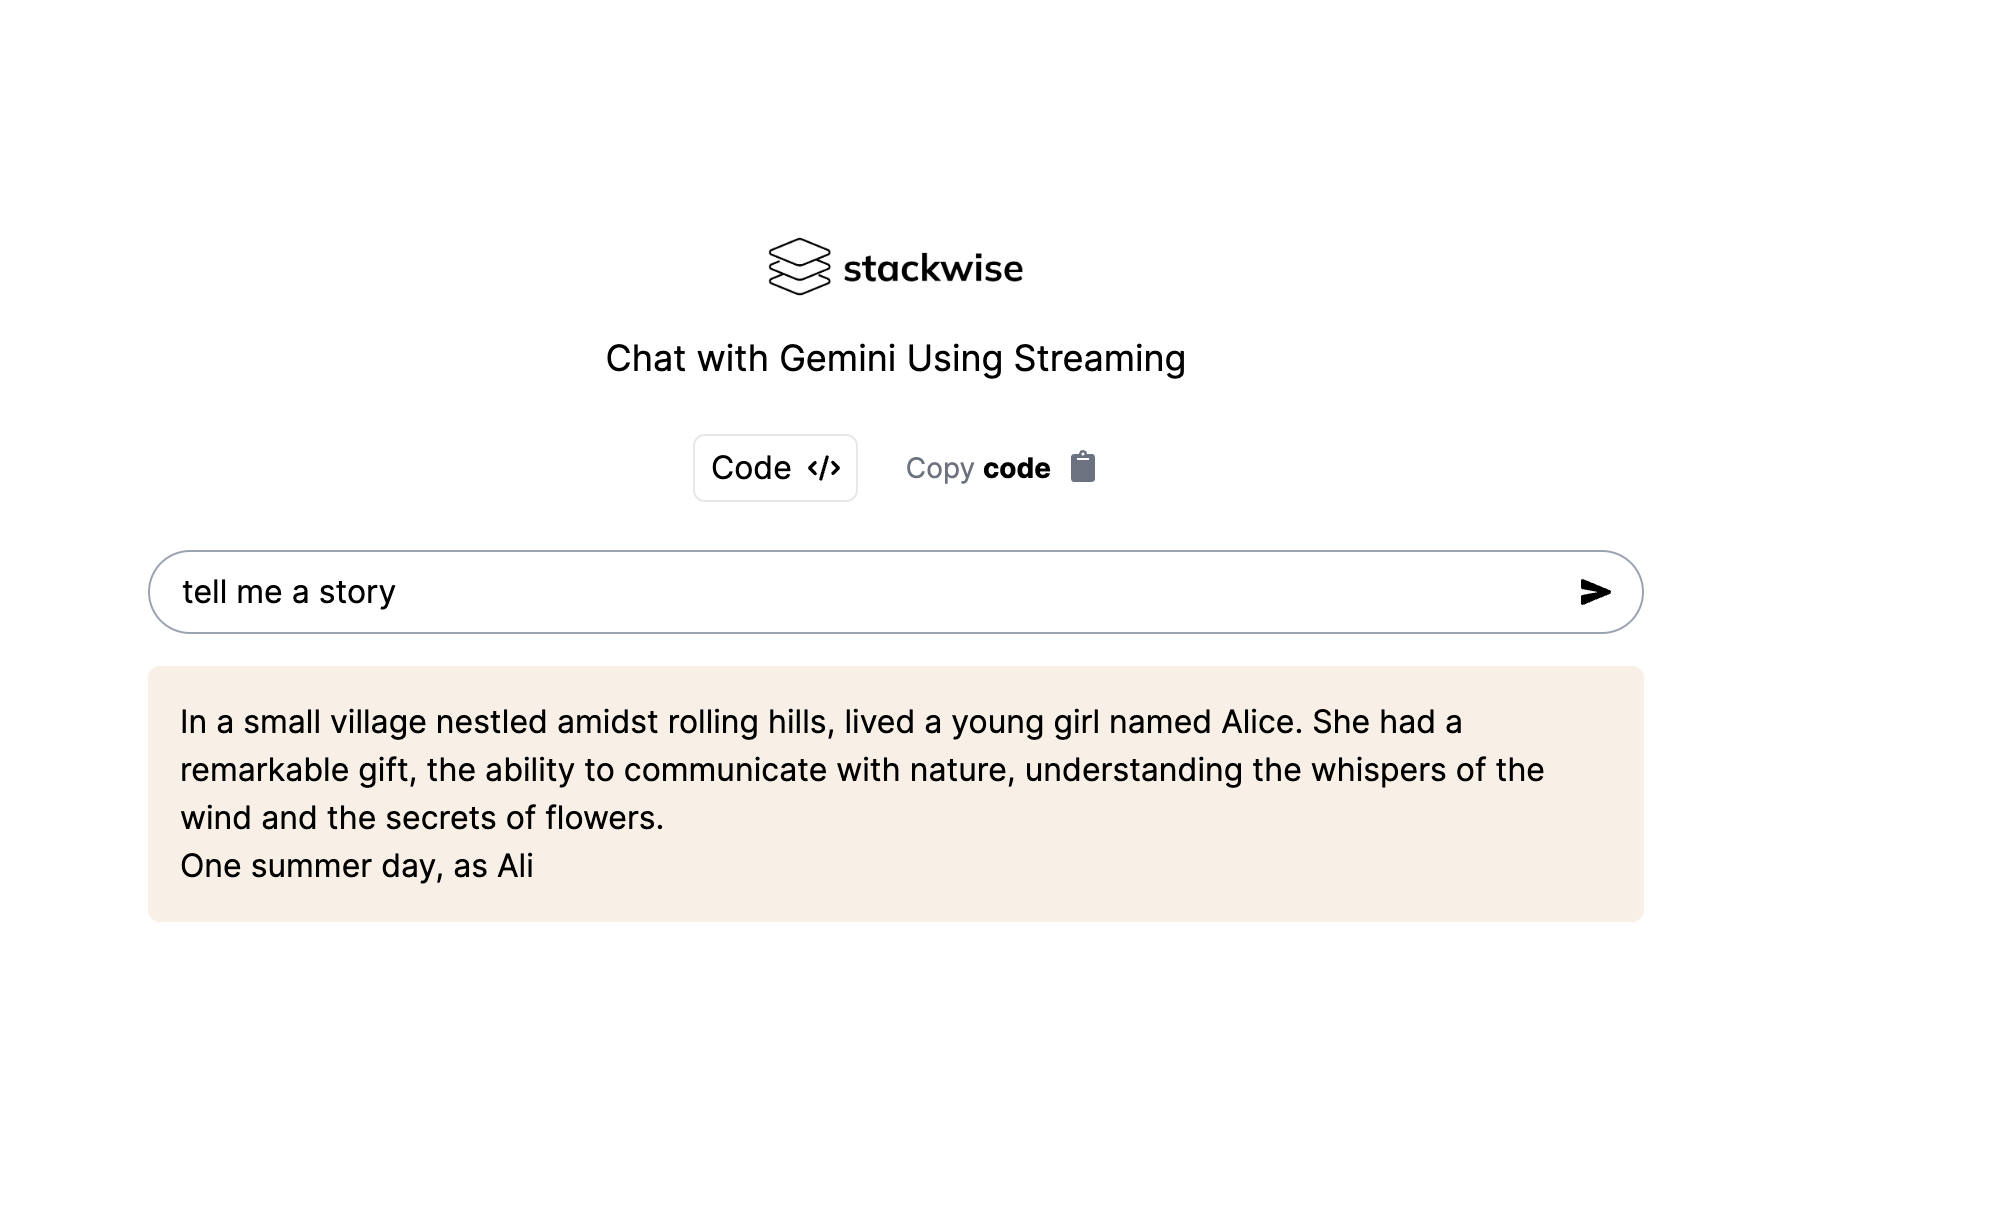 stackwise
Chat with Gemini Using Streaming
Code </>
Copy code
tell me a story
In a small village nestled amidst rolling hills, lived a young girl named Alice. She had a
remarkable gift, the ability to communicate with nature, understanding the whispers of the
wind and the secrets of flowers.
One summer day, as Ali